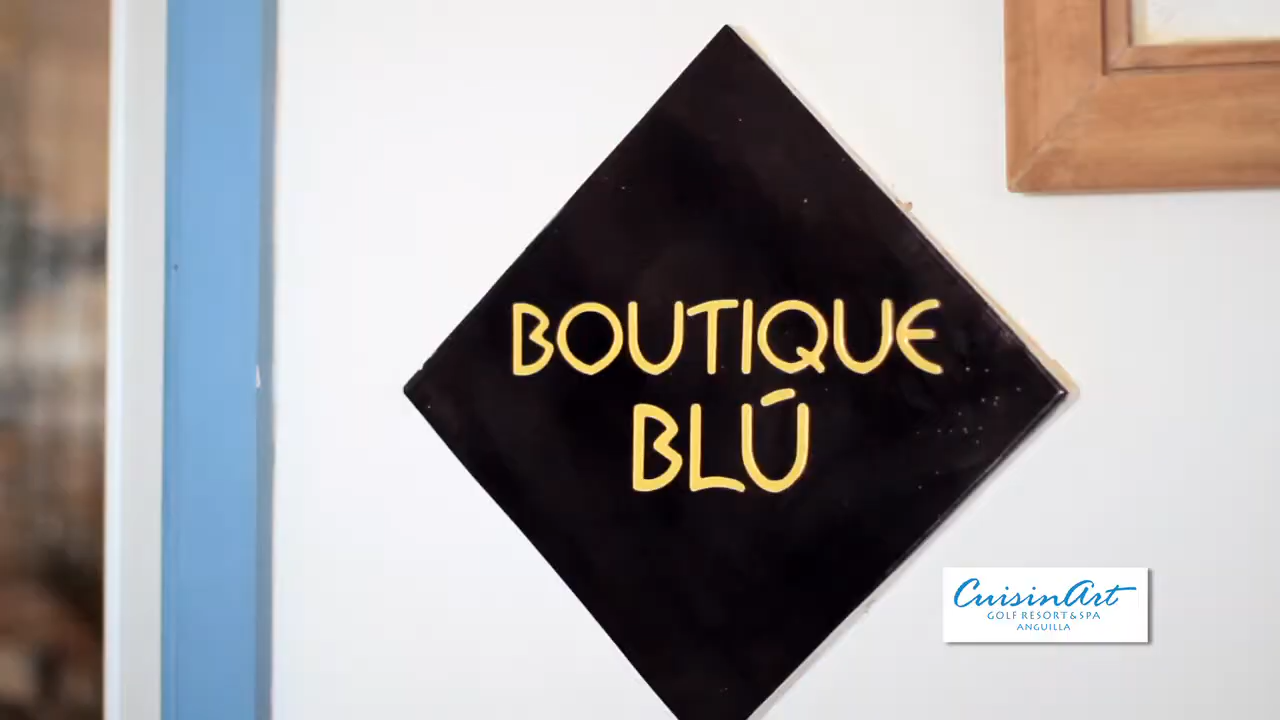 BOUTIQUE
BLÚ
CuisinArt
GOLF RESORT & SPA
ANGUILLA